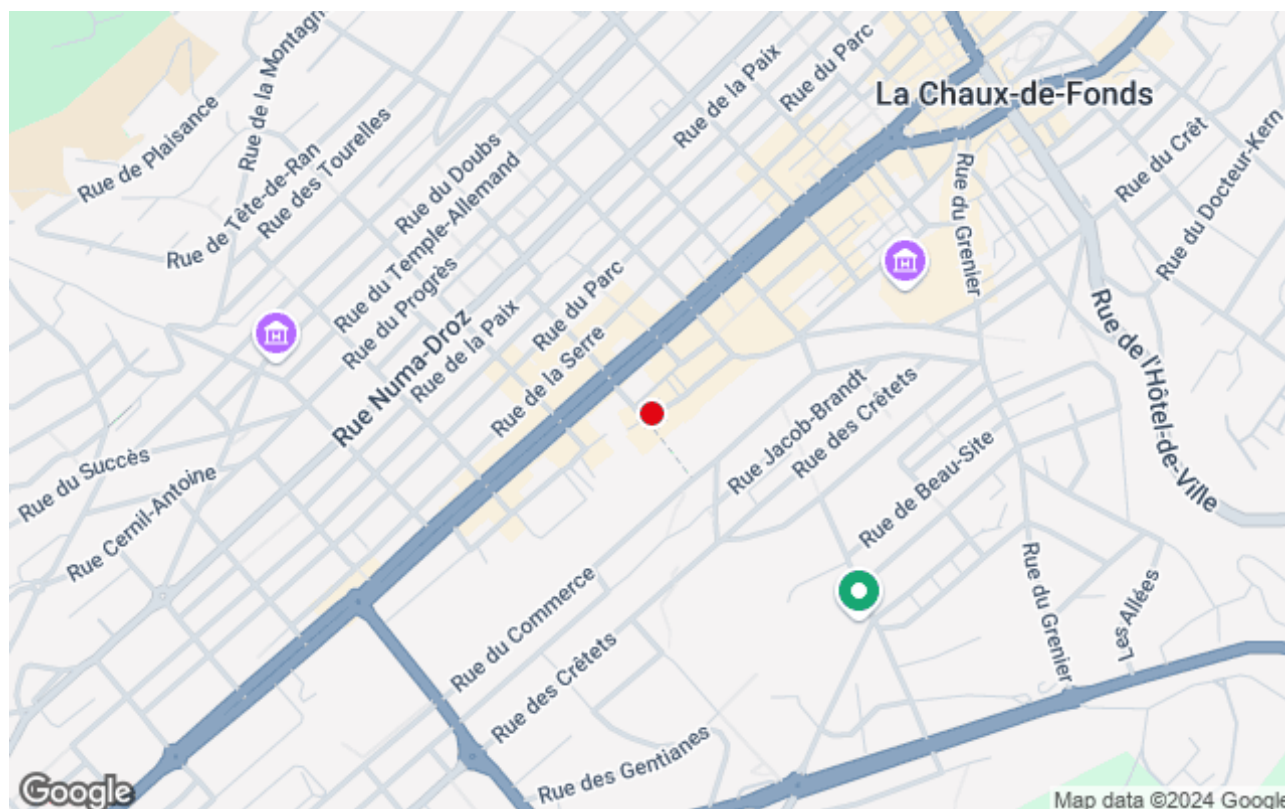 Rue de la Montagn
Rue de la Paix
Rue du Parc
La Chaux-de-Fonds
Rue de Plaisance
Rue de Tête-de-Ran
Rue des Tourelles
Rue du Doubs
Rue du Temple-Allemand
Rue du Crêt
Rue du Docteur-Kern
Rue du Grenier
Rue du Progrès
Rue du Parc
Rue Numa-Droz
Rue de la Paix
Rue de la Serre
Rue de l'Hôtel-de-Ville
Rue Jacob-Brandt
Rue des Crêtets
Rue du Succès
Rue Cernil-Antoine
Rue de Beau-Site
Rue du Commerce
Rue du Grenier
Les Allées
Rue des Crêtets
Rue des Gentianes
Google
Map data ©2024 Google